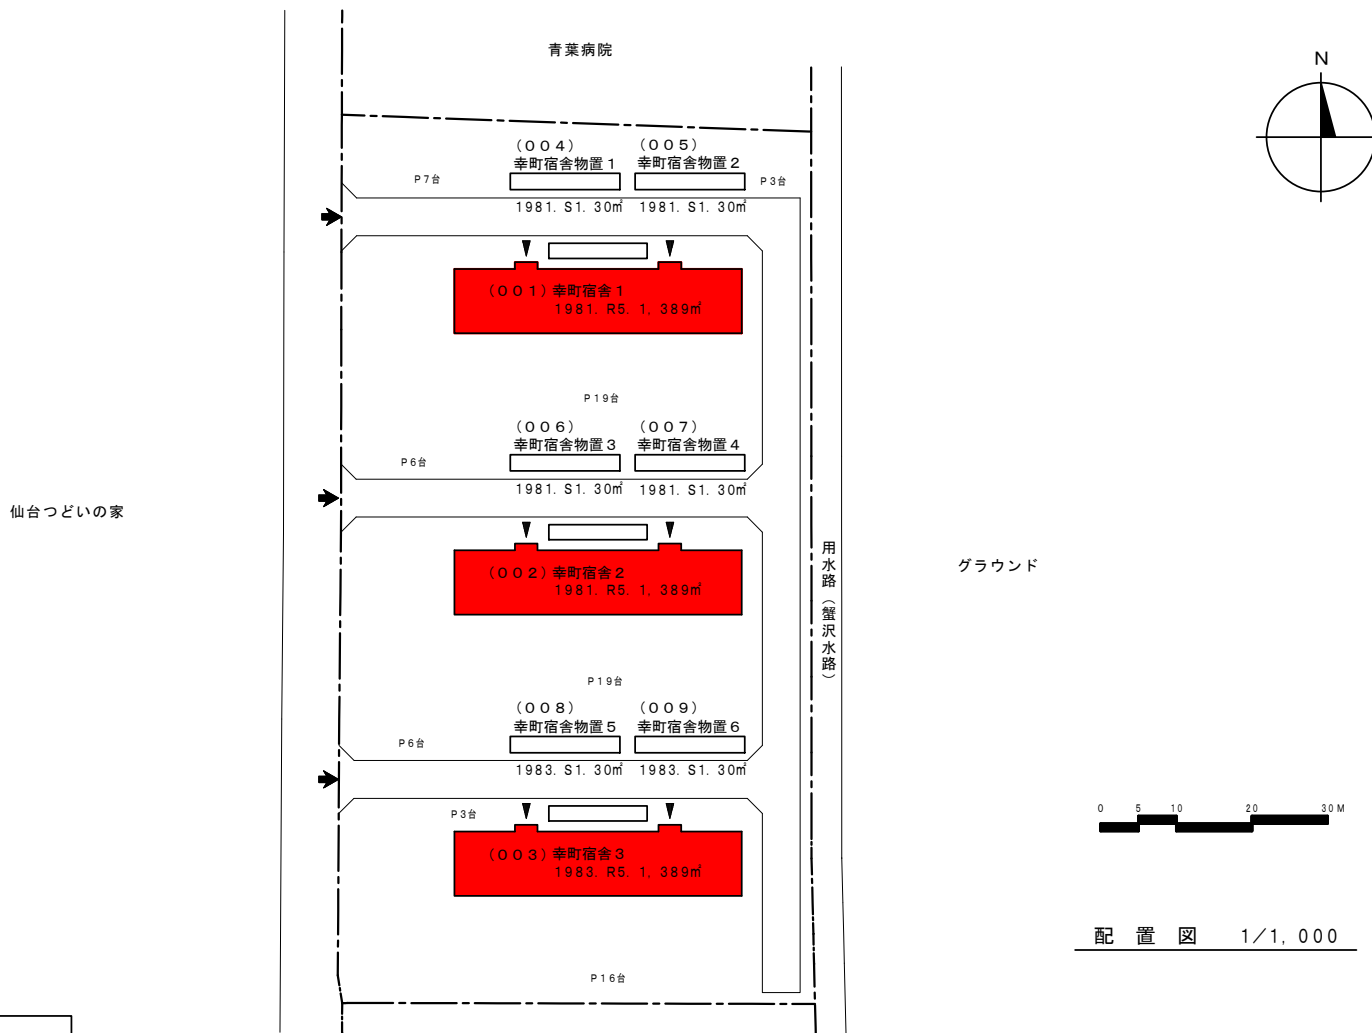 青葉病院
N
(004)
幸町宿舎物置1
(005)
幸町宿舎物置2
P7台
P3台
1981. S1. 30㎡
1981. S1. 30㎡
(001)幸町宿舎1
1981. R5. 1, 389㎡
P19台
(006)
幸町宿舎物置3
(007)
幸町宿舎物置4
P6台
1981. S1. 30㎡
1981. S1. 30㎡
仙台つどいの家
(002)幸町宿舎2
1981. R5. 1, 389㎡
用水路(蟹沢水路)
グラウンド
P19台
(008)
幸町宿舎物置5
(009)
幸町宿舎物置6
P6台
1983. S1. 30㎡
1983. S1. 30㎡
P3台
(003)幸町宿舎3
1983. R5. 1, 389㎡
0 5 10 20 30M
配 置 図 1/1, 000
P16台